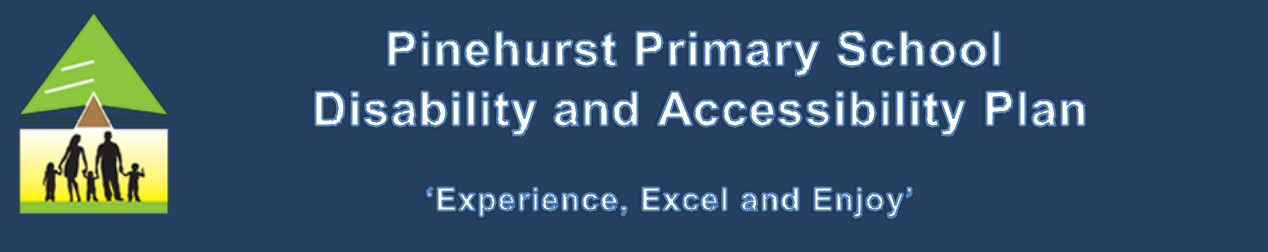 Pinehurst Primary School
Disability and Accessibility Plan
‘Experience, Excel and Enjoy’